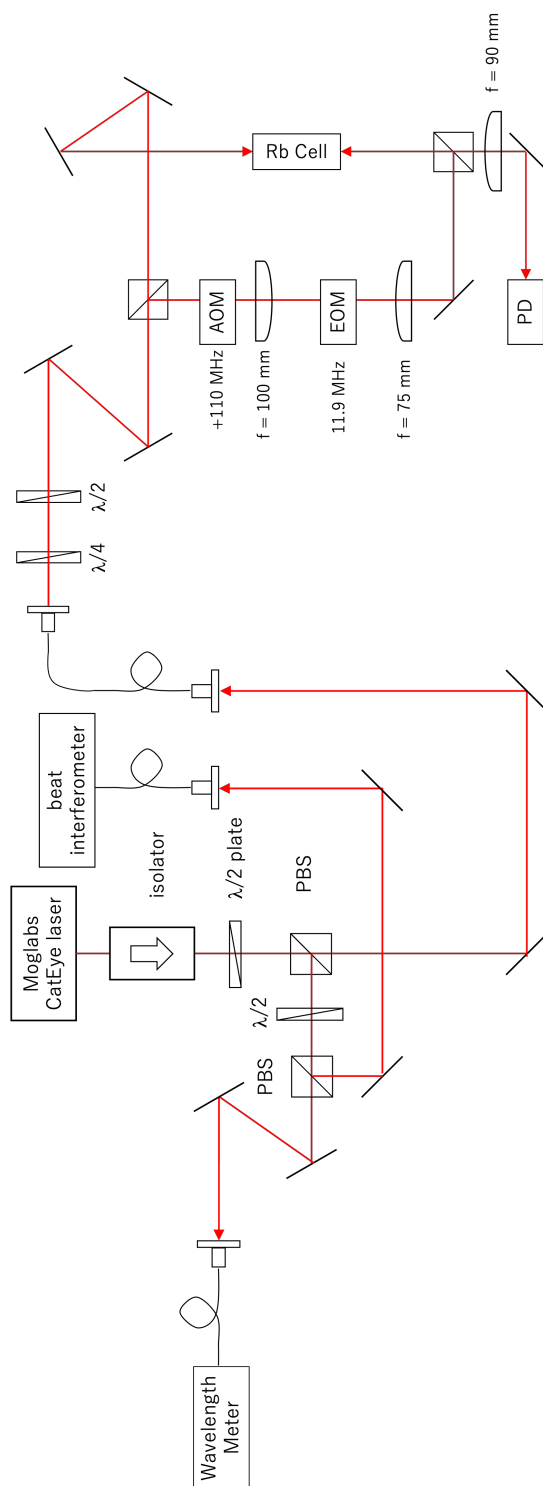 Wavelength
Meter
PBS
λ/2
PBS
λ/2 plate
isolator
Moglabs
CatEye laser
beat
interferometer
λ/4
λ/2
+110 MHz
AOM
f = 100 mm
11.9 MHz
EOM
f = 75 mm
Rb Cell
PD
f = 90 mm